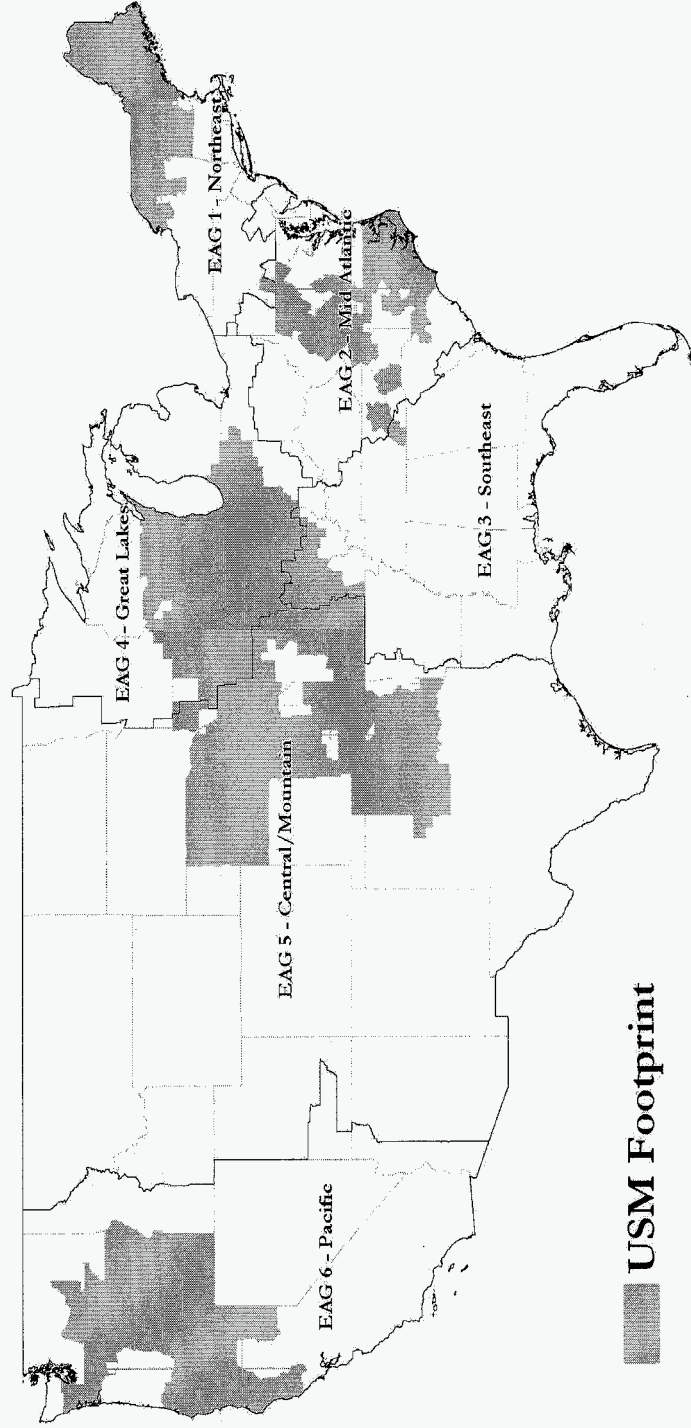 EAG 1 - Northeast
EAG 2 - Mid Atlantic
EAG 3 - Southeast
EAG 4 - Great Lakes
EAG 5 - Central/Mountain
EAG 6 - Pacific
USM Footprint